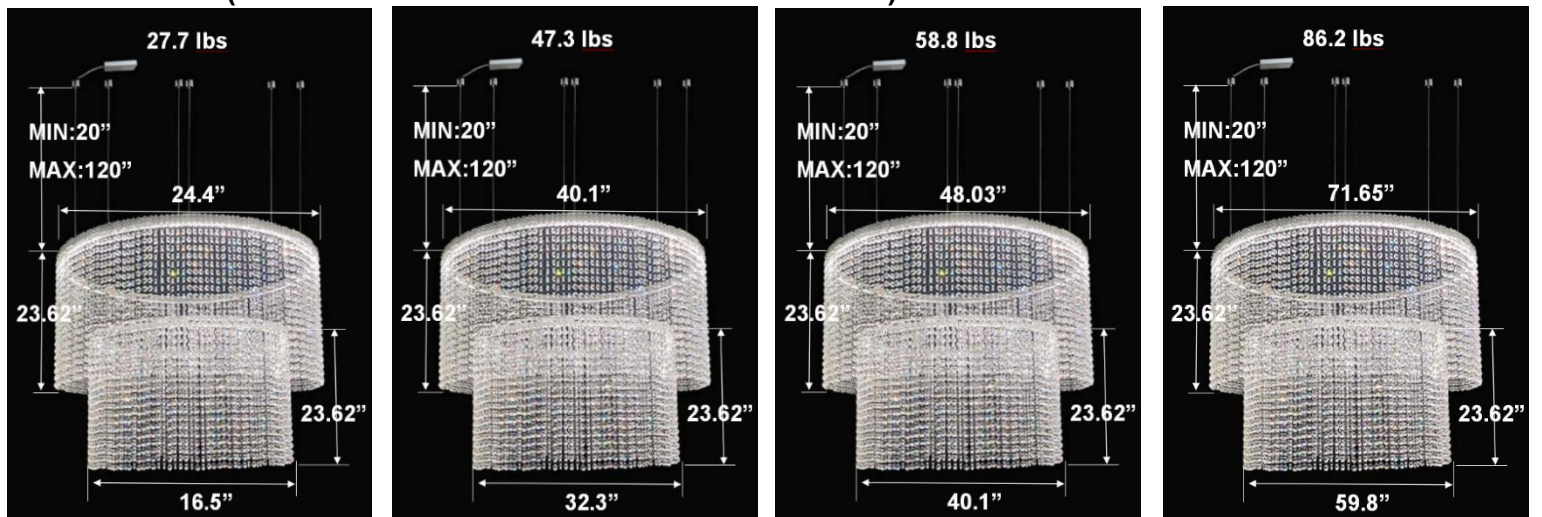 27.7 lbs
MIN:20”
MAX:120”
24.4”
23.62”
23.62”
16.5”
47.3 lbs
MIN:20”
MAX:120”
40.1”
23.62”
23.62”
32.3”
58.8 lbs
MIN:20”
MAX:120”
48.03”
23.62”
23.62”
40.1”
86.2 lbs
MIN:20”
MAX:120”
71.65”
23.62”
23.62”
59.8”